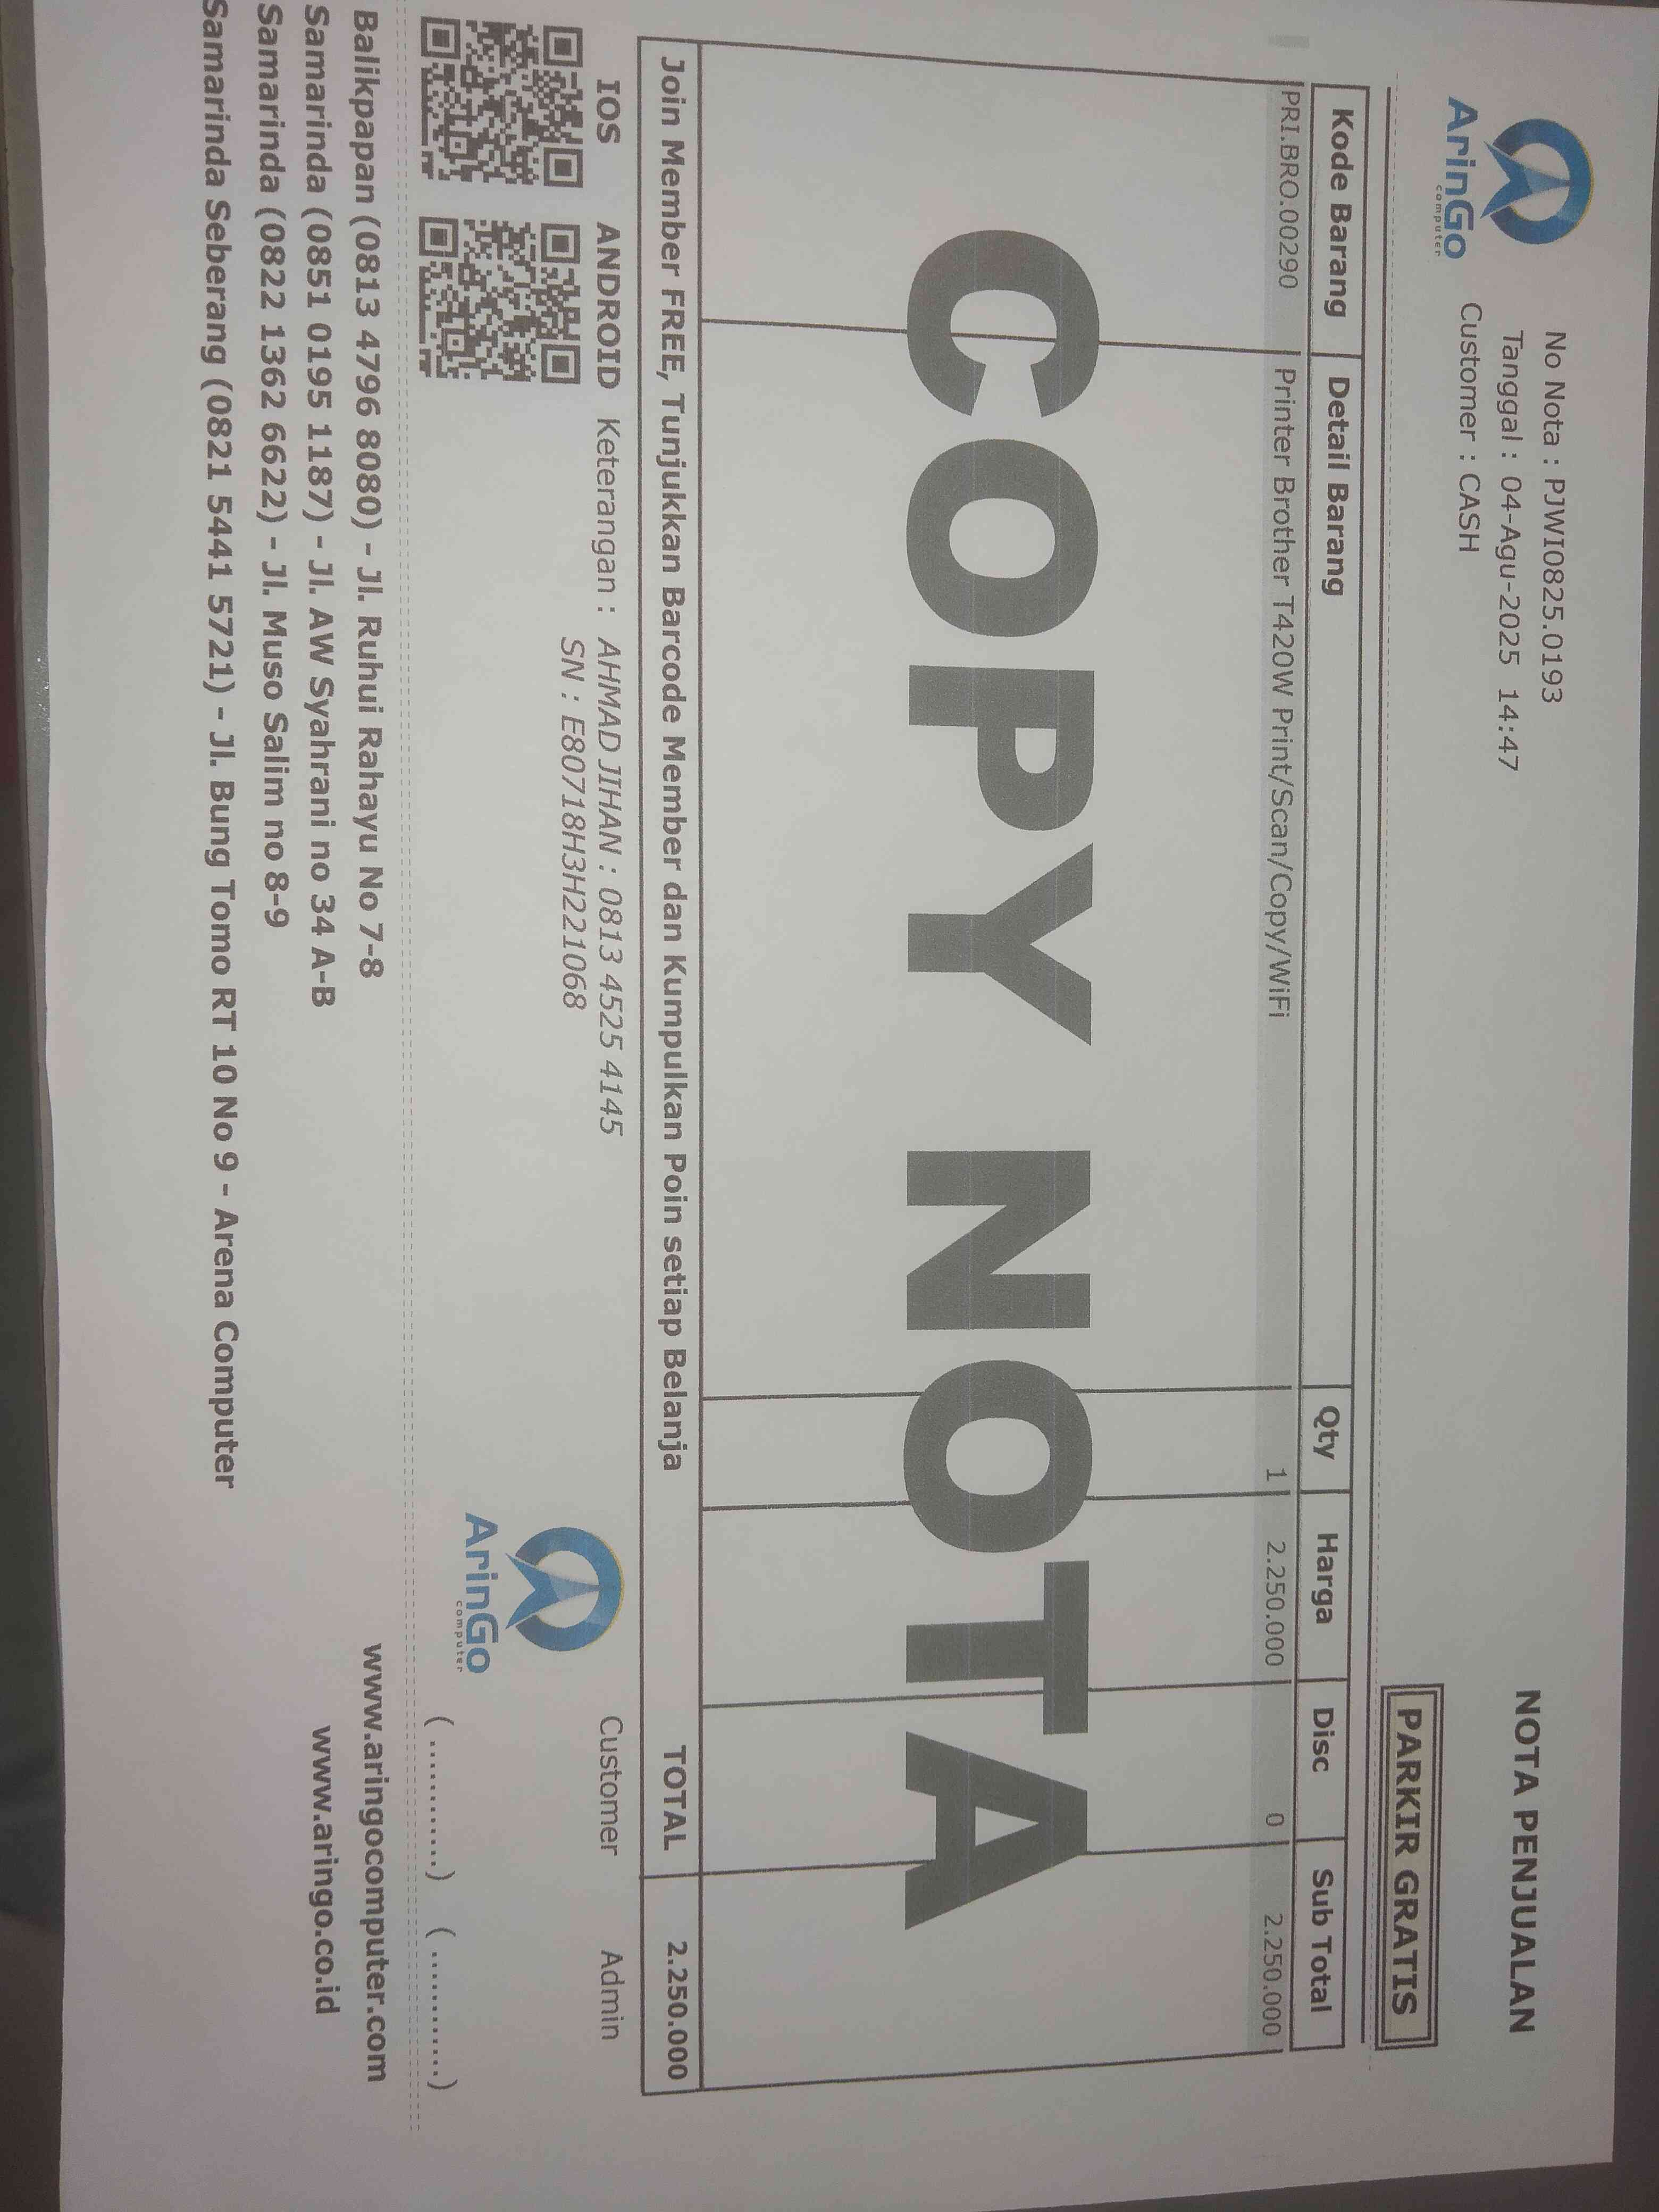 ArinGo
computer
No Nota : PJWI0825.0193
Tanggal : 04-Agu-2025 14:47
Customer : CASH
NOTA PENJUALAN
PARKIR GRATIS
Kode Barang Detail Barang Qty Harga Disc Sub Total
PRI.BRO.00290 Printer Brother T420W Print/Scan/Copy/WiFi 1 2.250.000 0 2.250.000
COPY NOTA
Join Member FREE, Tunjukkan Barcode Member dan Kumpulkan Poin setiap Belanja TOTAL 2.250.000
IOS ANDROID Keterangan : AHMAD JIHAN : 0813 4525 4145
SN : E80718H3H221068
Customer Admin
ArinGo
computer
( ..........) ( ..........)
Balikpapan (0813 4796 8080) - Jl. Ruhui Rahayu No 7-8 www.aringocomputer.com
Samarinda (0851 0195 1187) - Jl. AW Syahrani no 34 A-B www.aringo.co.id
Samarinda (0822 1362 6622) - Jl. Muso Salim no 8-9
Samarinda Seberang (0821 5441 5721) - Jl. Bung Tomo RT 10 No 9 - Arena Computer